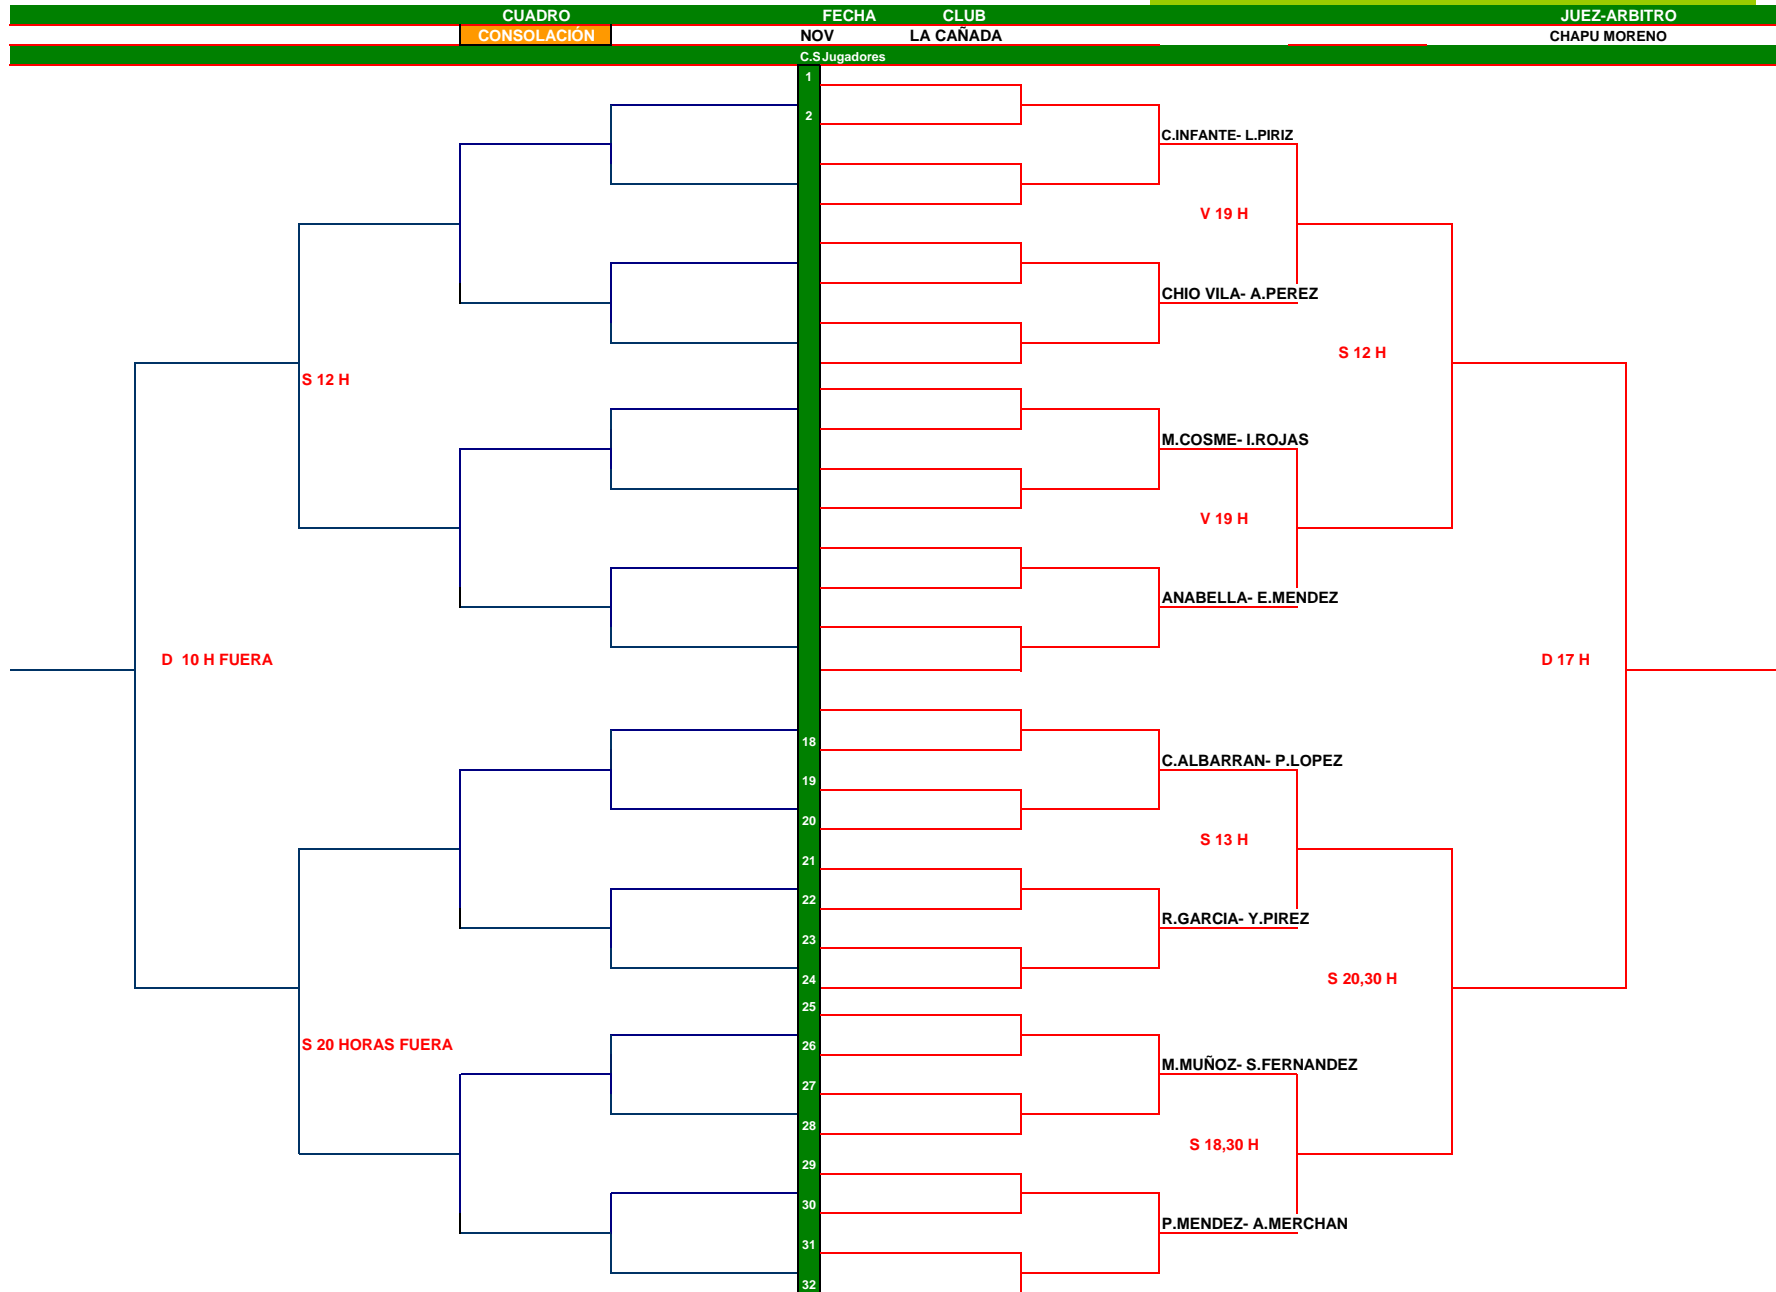 CUADRO FECHA CLUB JUEZ-ARBITRO
CONSOLACIÓN NOV LA CAÑADA CHAPU MORENO
C.S Jugadores
1
2
C.INFANTE- L.PIRIZ
V 19 H
CHIO VILA- A.PEREZ
S 12 H
S 12 H
M.COSME- I.ROJAS
V 19 H
ANABELLA- E.MENDEZ
D 10 H FUERA
D 17 H
18
C.ALBARRAN- P.LOPEZ
19
20
S 13 H
21
22
R.GARCIA- Y.PIREZ
23
24
S 20,30 H
25
S 20 HORAS FUERA
26
M.MUÑOZ- S.FERNANDEZ
27
28
S 18,30 H
29
30
P.MENDEZ- A.MERCHAN
31
32